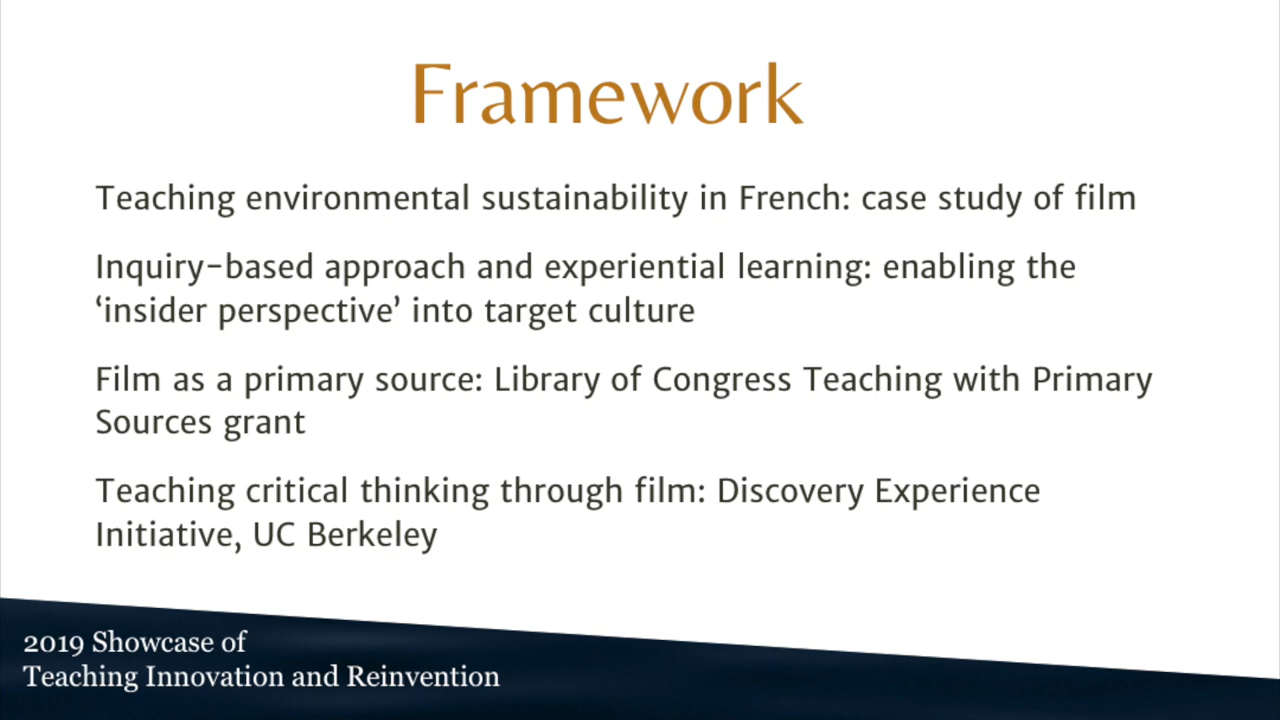 Framework
Teaching environmental sustainability in French: case study of film
Inquiry-based approach and experiential learning: enabling the
‘insider perspective’ into target culture
Film as a primary source: Library of Congress Teaching with Primary
Sources grant
Teaching critical thinking through film: Discovery Experience
Initiative, UC Berkeley
2019 Showcase of
Teaching Innovation and Reinvention